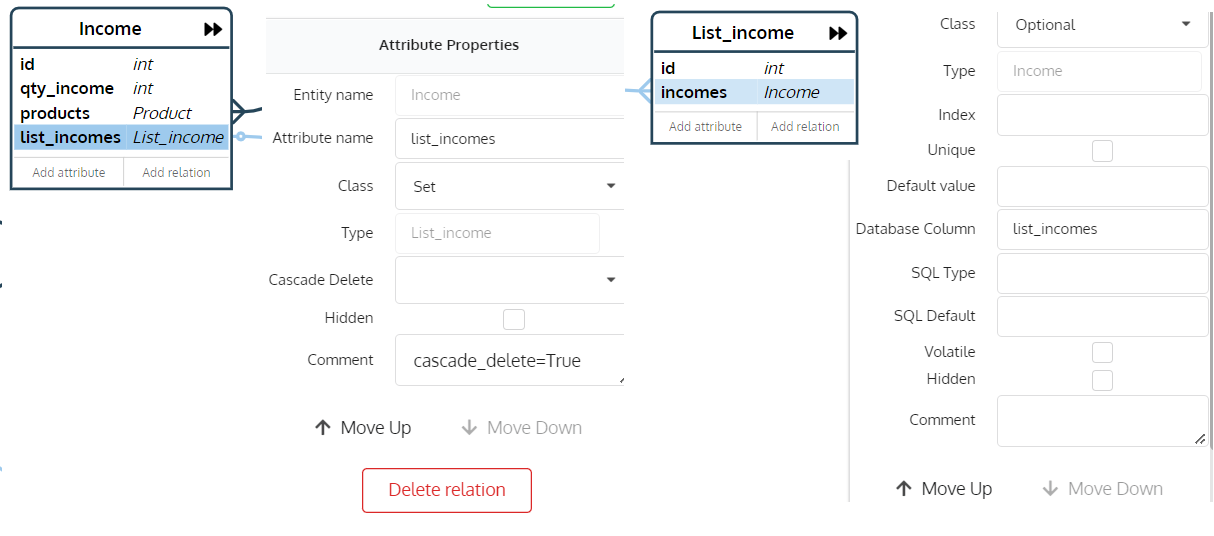 Income
id int
qty_income int
products Product
list_incomes List_income
Add attribute Add relation
Attribute Properties
Entity name Income
Attribute name list_incomes
Class Set
Type List_income
Cascade Delete
Hidden
Comment cascade_delete=True
Move Up Move Down
Delete relation
List_income
id int
incomes Income
Add attribute Add relation
Class Optional
Type Income
Index
Unique
Default value
Database Column list_incomes
SQL Type
SQL Default
Volatile
Hidden
Comment
Move Up Move Down